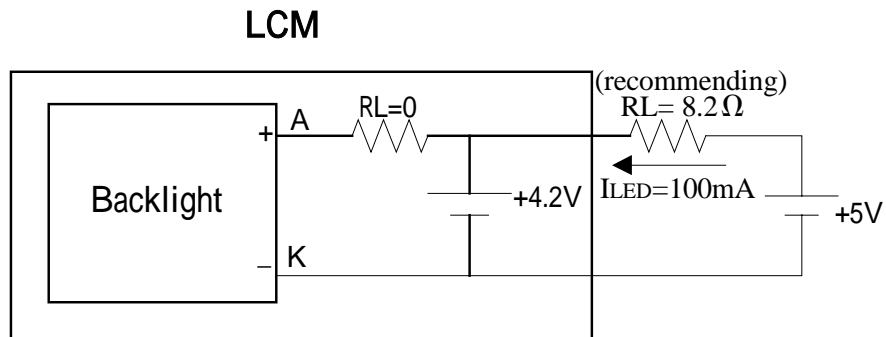 LCM
(recommending)
RL=0
RL= 8.2Ω
+ A
ILED=100mA
Backlight
+4.2V
+5V
– K